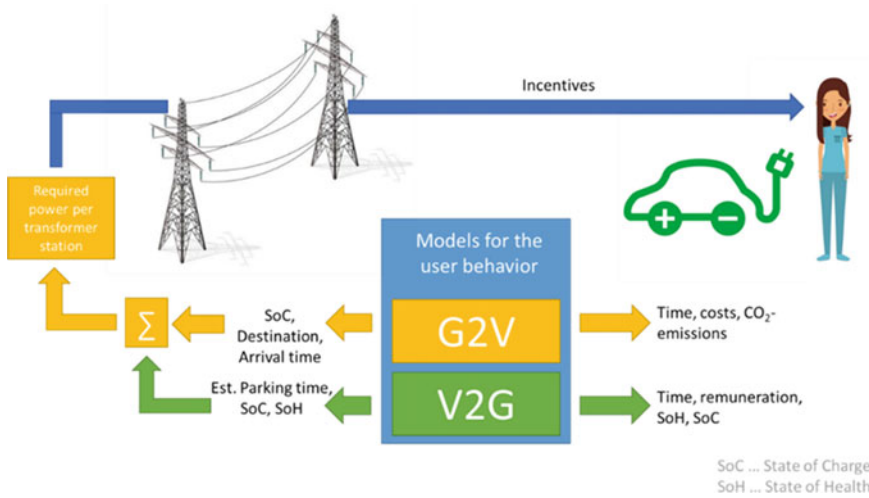 Incentives
Required
power per
transformer
station
Models for the
user behavior
Σ
SoC,
Destination,
Arrival time
G2V
Time, costs, CO₂-
emissions
Est. Parking time,
SoC, SoH
V2G
Time, remuneration,
SoH, SoC
SoC ... State of Charge
SoH ... State of Health